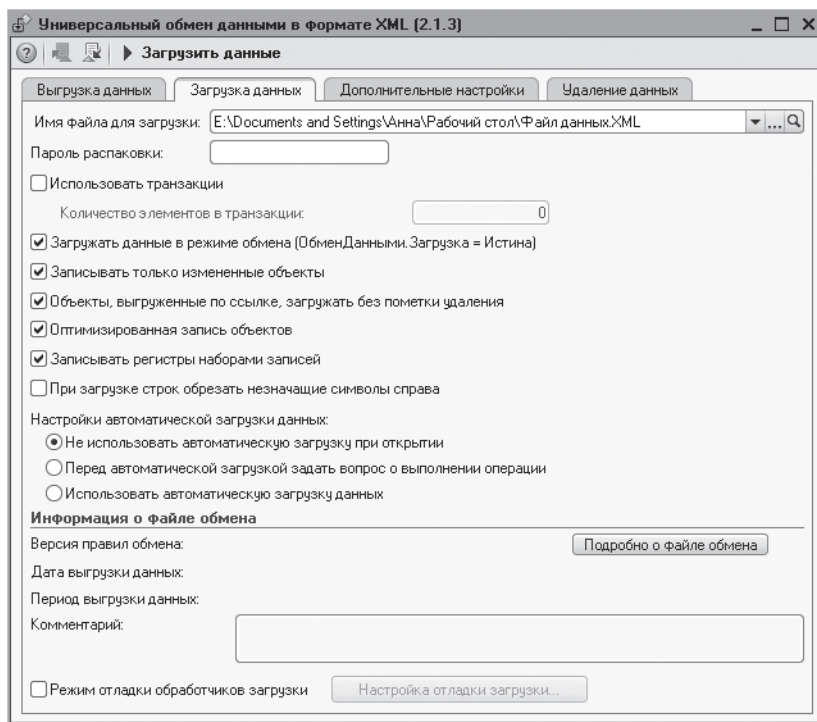 Универсальный обмен данными в формате XML (2.1.3)
Загрузить данные
Выгрузка данных Загрузка данных Дополнительные настройки Удаление данных
Имя файла для загрузки: E:\Documents and Settings\Анна\Рабочий стол\Файл данных.XML ...
Пароль распаковки:
Использовать транзакции
Количество элементов в транзакции: 0
Загружать данные в режиме обмена (ОбменДанными.Загрузка = Истина)
Записывать только измененные объекты
Объекты, выгруженные по ссылке, загружать без пометки удаления
Оптимизированная запись объектов
Записывать регистры наборами записей
При загрузке строк обрезать незначащие символы справа
Настройки автоматической загрузки данных:
Не использовать автоматическую загрузку при открытии
Перед автоматической загрузкой задать вопрос о выполнении операции
Использовать автоматическую загрузку данных
Информация о файле обмена
Версия правил обмена: Подробно о файле обмена
Дата выгрузки данных:
Период выгрузки данных:
Комментарий:
Режим отладки обработчиков загрузки Настройка отладки загрузки...